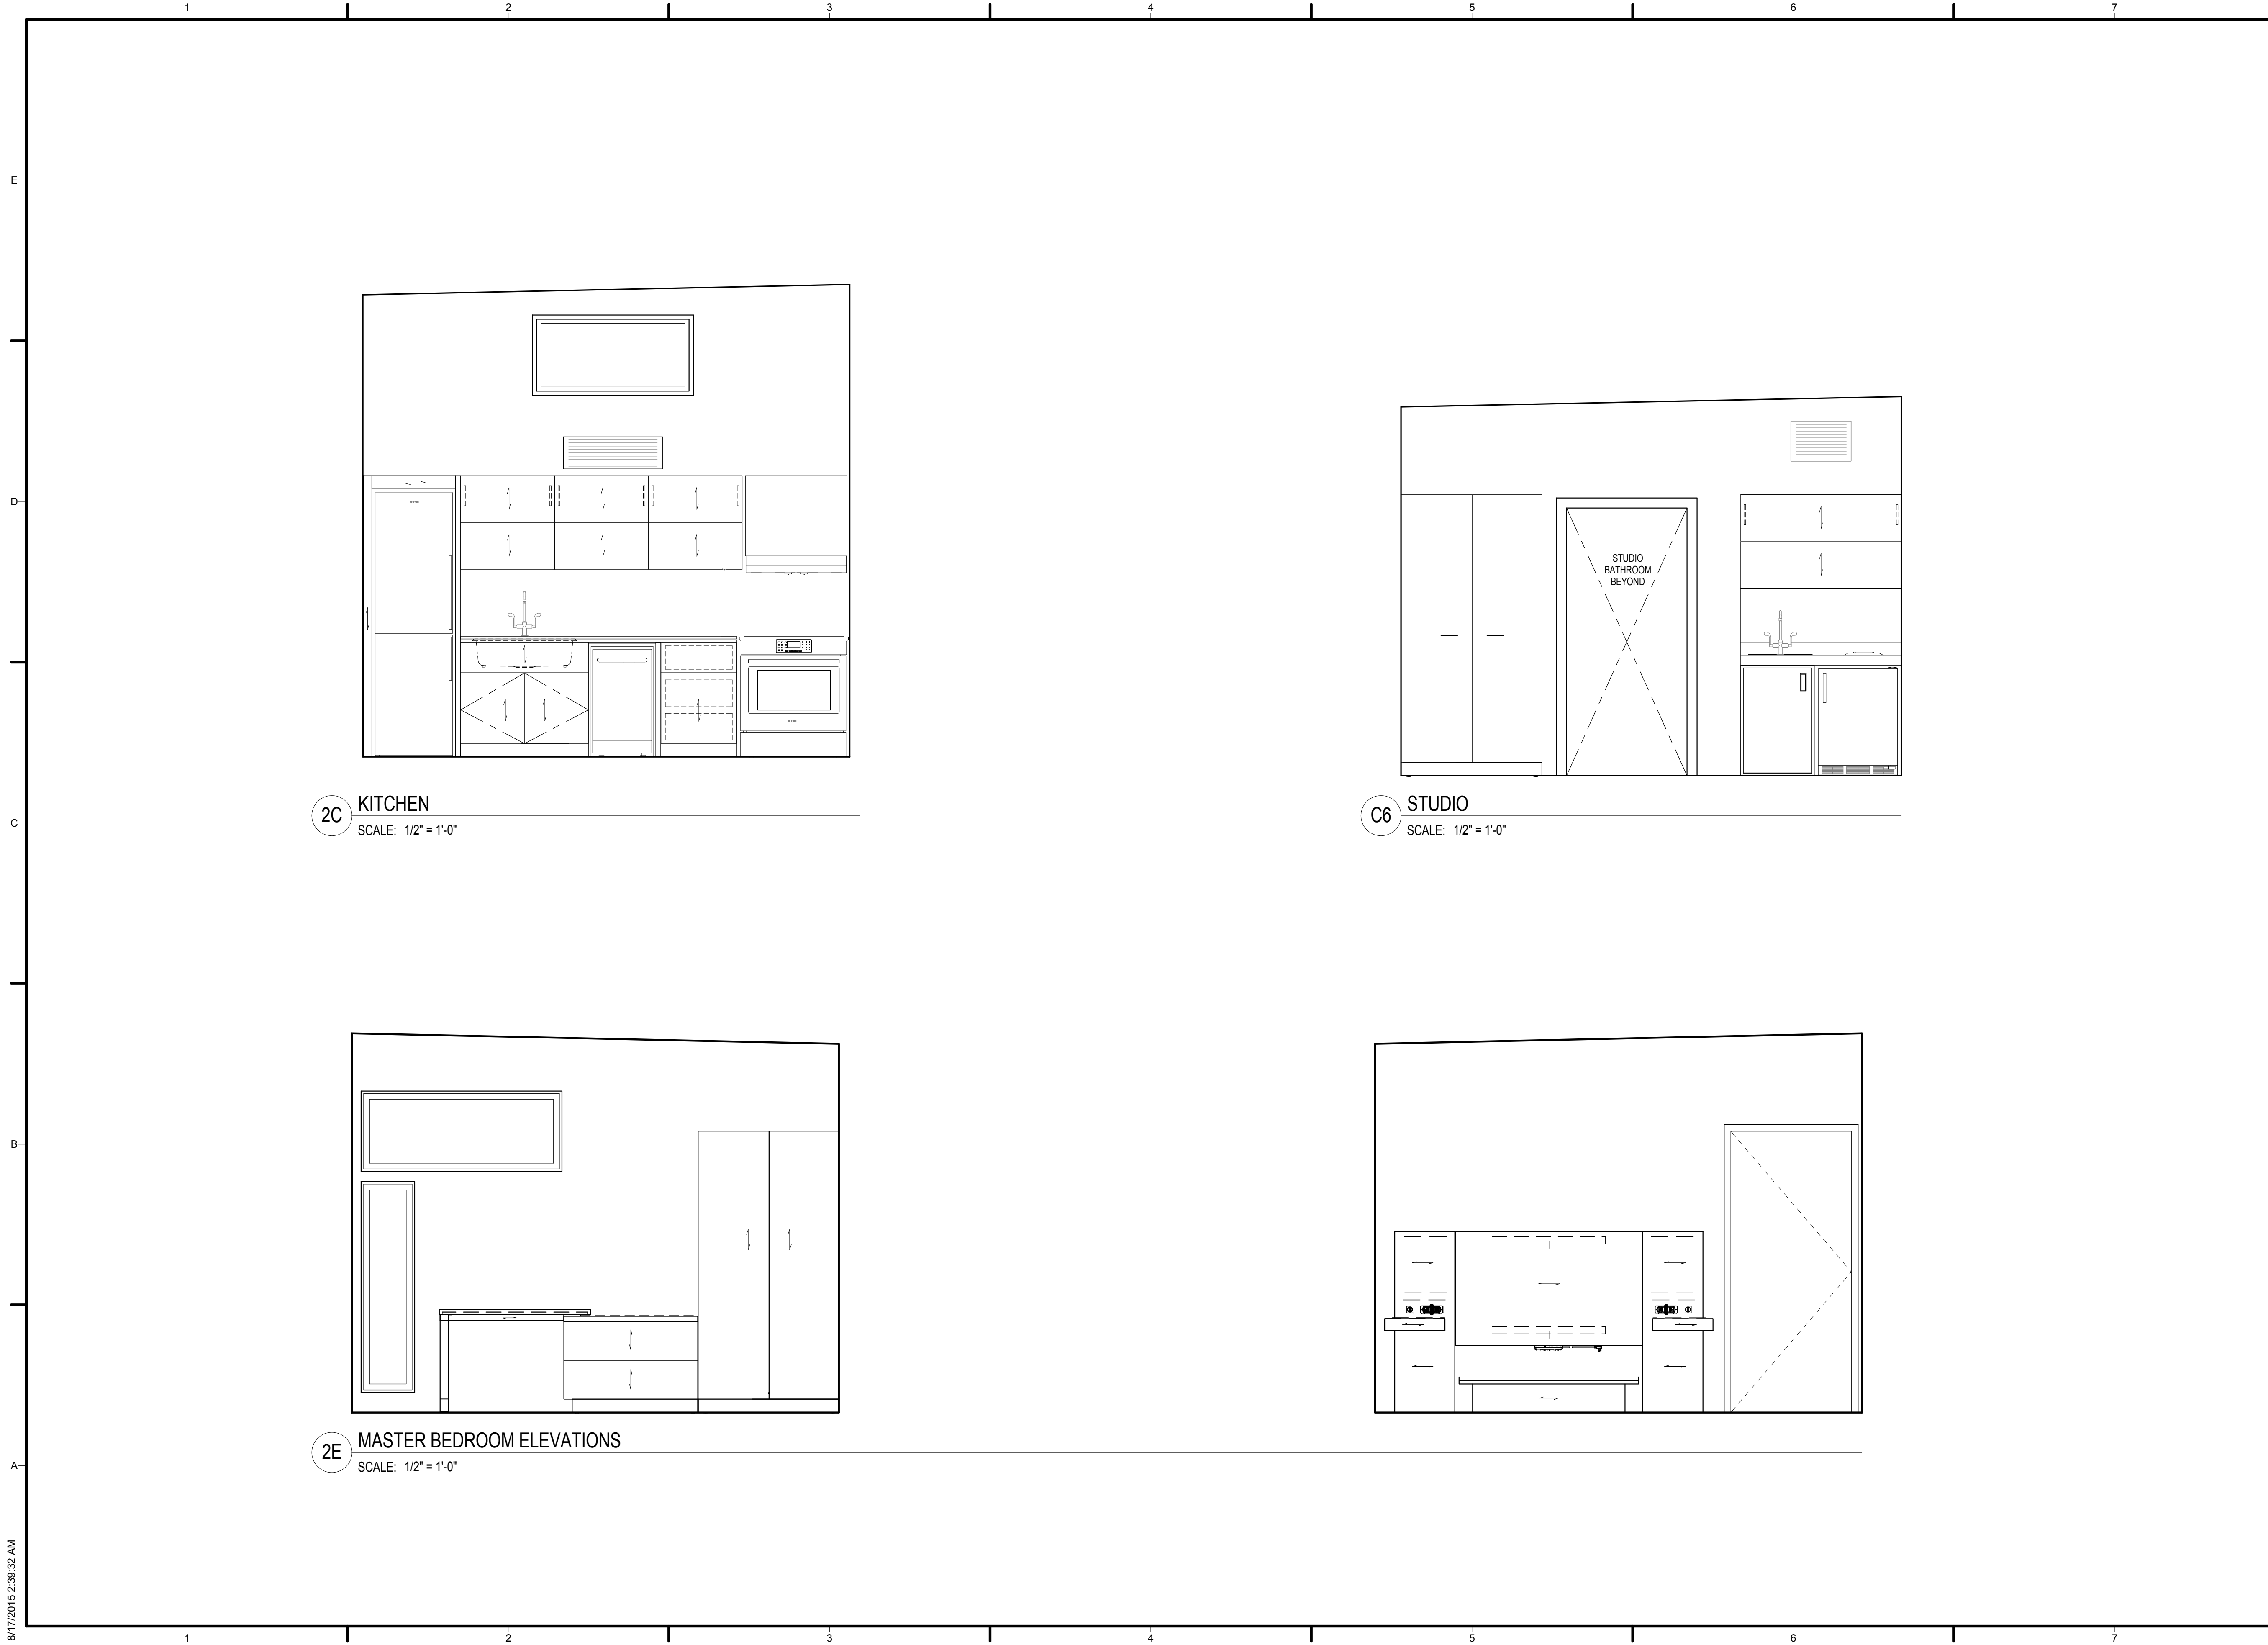 1 2 3 4 5 6 7
E
D
C
B
A
STUDIO
BATHROOM
BEYOND
2C KITCHEN
SCALE: 1/2" = 1'-0"
C6 STUDIO
SCALE: 1/2" = 1'-0"
2E MASTER BEDROOM ELEVATIONS
SCALE: 1/2" = 1'-0"
8/17/2015 2:39:32 AM
1 2 3 4 5 6 7